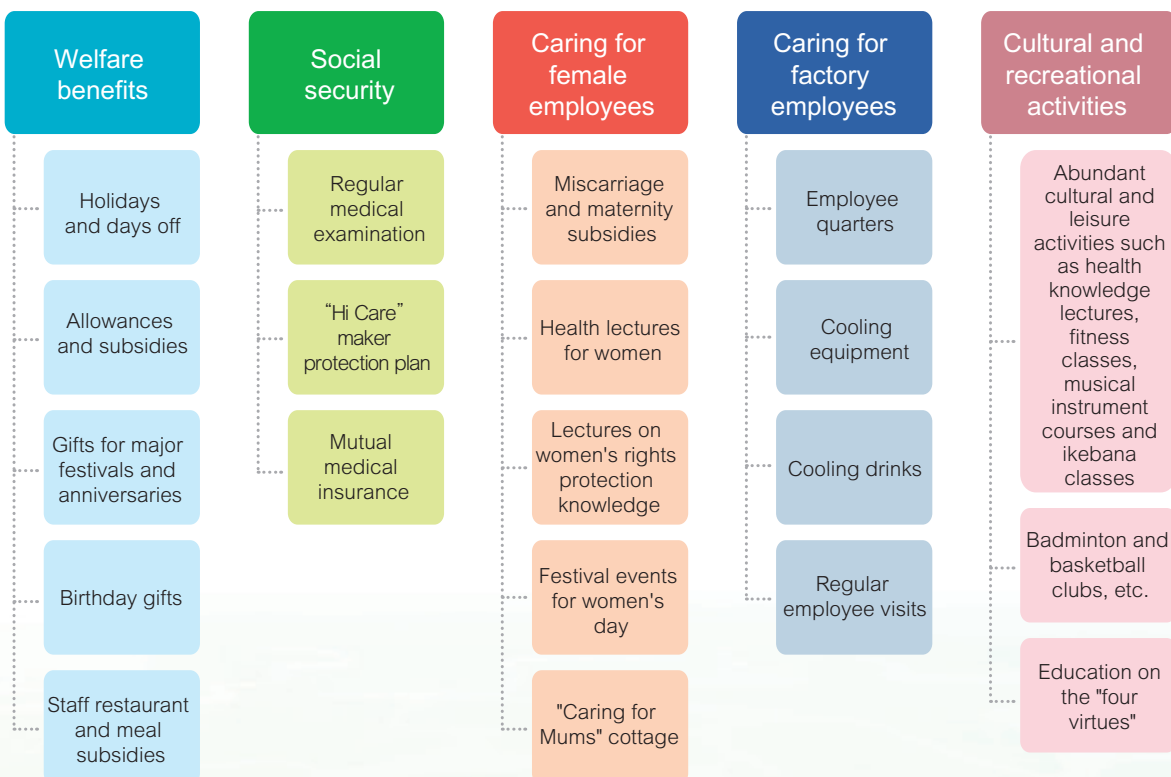 Welfare
benefits
Holidays
and days off
Allowances
and subsidies
Gifts for major
festivals and
anniversaries
Birthday gifts
Staff restaurant
and meal
subsidies
Social
security
Regular
medical
examination
“Hi Care”
maker
protection plan
Mutual
medical
insurance
Caring for
female
employees
Miscarriage
and maternity
subsidies
Health lectures
for women
Lectures on
women's rights
protection
knowledge
Festival events
for women's
day
"Caring for
Mums" cottage
Caring for
factory
employees
Employee
quarters
Cooling
equipment
Cooling drinks
Regular
employee visits
Cultural and
recreational
activities
Abundant
cultural and
leisure
activities such
as health
knowledge
lectures,
fitness
classes,
musical
instrument
courses and
ikebana
classes
Badminton and
basketball
clubs, etc.
Education on
the "four
virtues"